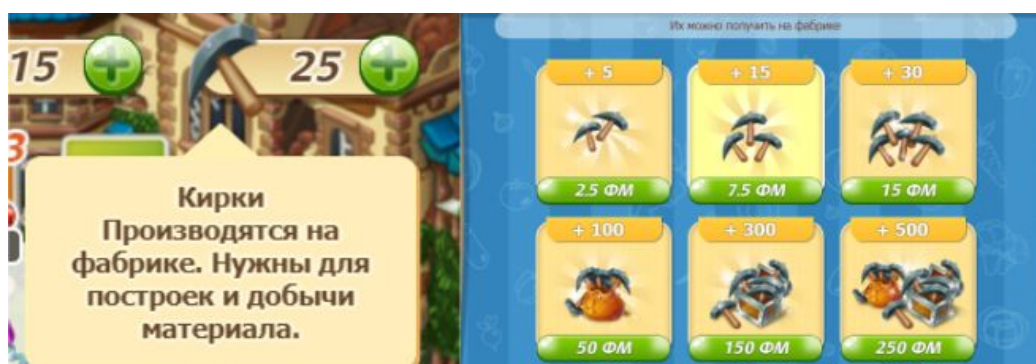 15
25
3
Кирки
Производятся на
фабрике. Нужны для
построек и добычи
материала.
Их можно получить на фабрике
+ 5
+ 15
+ 30
2.5 ФМ
7.5 ФМ
15 ФМ
+ 100
+ 300
+ 500
50 ФМ
150 ФМ
250 ФМ